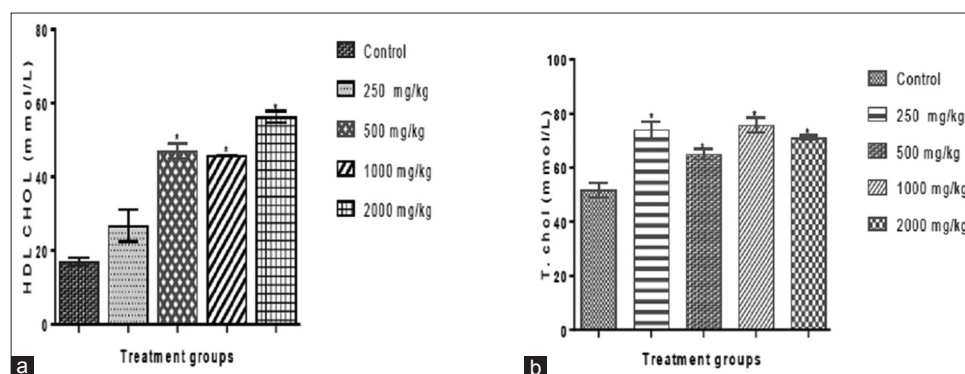 80
60
40
20
0
HDL CHOL (mmol/L)
*
*
*
Treatment groups
Control
250 mg/kg
500 mg/kg
1000 mg/kg
2000 mg/kg
a
100
80
60
40
20
0
T. chol (mmol/L)
*
*
*
*
Treatment groups
Control
250 mg/kg
500 mg/kg
1000 mg/kg
2000 mg/kg
b